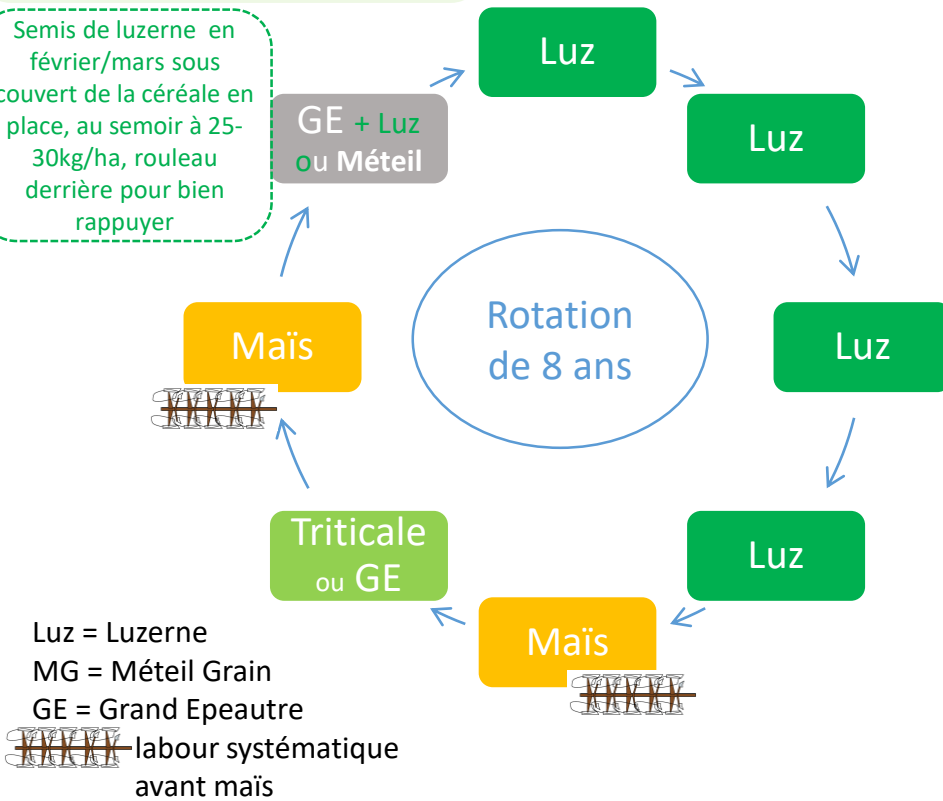 Semis de luzerne en
février/mars sous
couvert de la céréale en
place, au semoir à 25-
30kg/ha, rouleau
derrière pour bien
rappuyer
GE + Luz
ou Méteil
Luz
Luz
Luz
Luz
Maïs
Triticale
ou GE
Maïs
Rotation
de 8 ans
Luz = Luzerne
MG = Méteil Grain
GE = Grand Epeautre
labour systématique
avant maïs